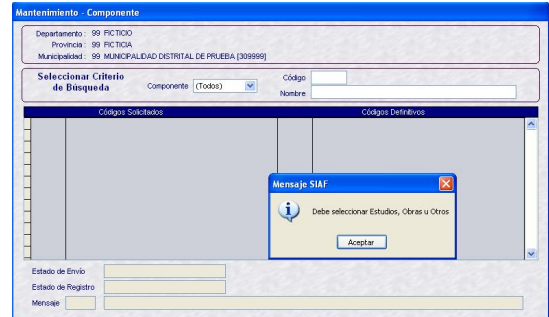 Mantenimiento - Componente
Departamento : 99 FICTICIO
Provincia : 99 FICTICIA
Municipalidad : 99 MUNICIPALIDAD DISTRITAL DE PRUEBA [309999]
Seleccionar Criterio de Búsqueda
Componente (Todos)
Código
Nombre
Códigos Solicitados Códigos Definitivos
Mensaje SIAF
Debe seleccionar Estudios, Obras u Otros
Aceptar
Estado de Envío
Estado de Registro
Mensaje